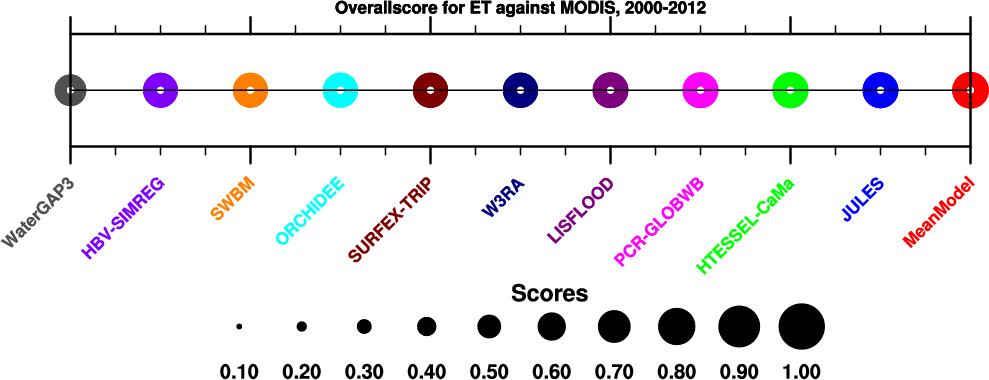 Overallscore for ET against MODIS, 2000-2012
WaterGAP3
HBV-SIMREG
SWBM
ORCHIDEE
SURFEX-TRIP
W3RA
LISFLOOD
PCR-GLOBWB
HTESSEL-CaMa
JULES
MeanModel
Scores
0.10 0.20 0.30 0.40 0.50 0.60 0.70 0.80 0.90 1.00